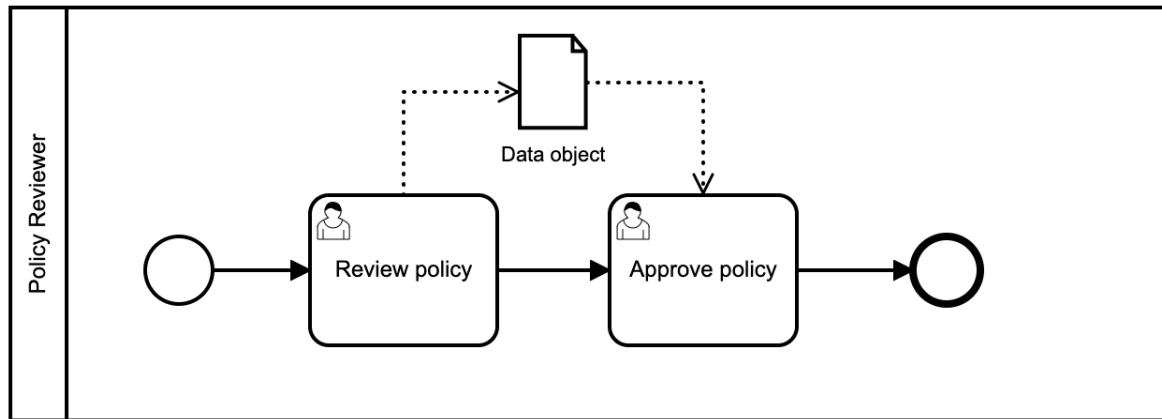 Policy Reviewer
Data object
Review policy
Approve policy